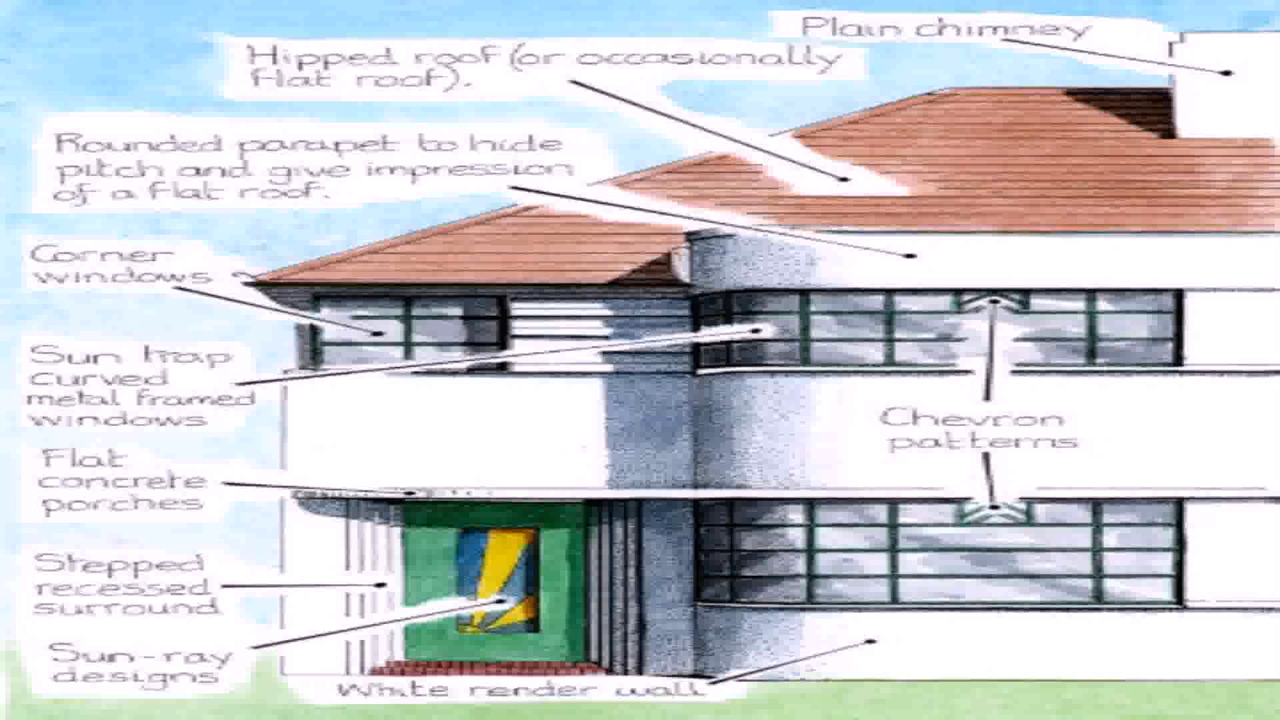 Plain chimney
Hipped roof (or occasionally
flat roof).
Rounded parapet to hide
pitch and give impression
of a flat roof.
Corner
windows
Sun trap
curved
metal framed
windows
Chevron
patterns
Flat
concrete
porches
Stepped
recessed
surround
Sun-ray
designs
White render wall